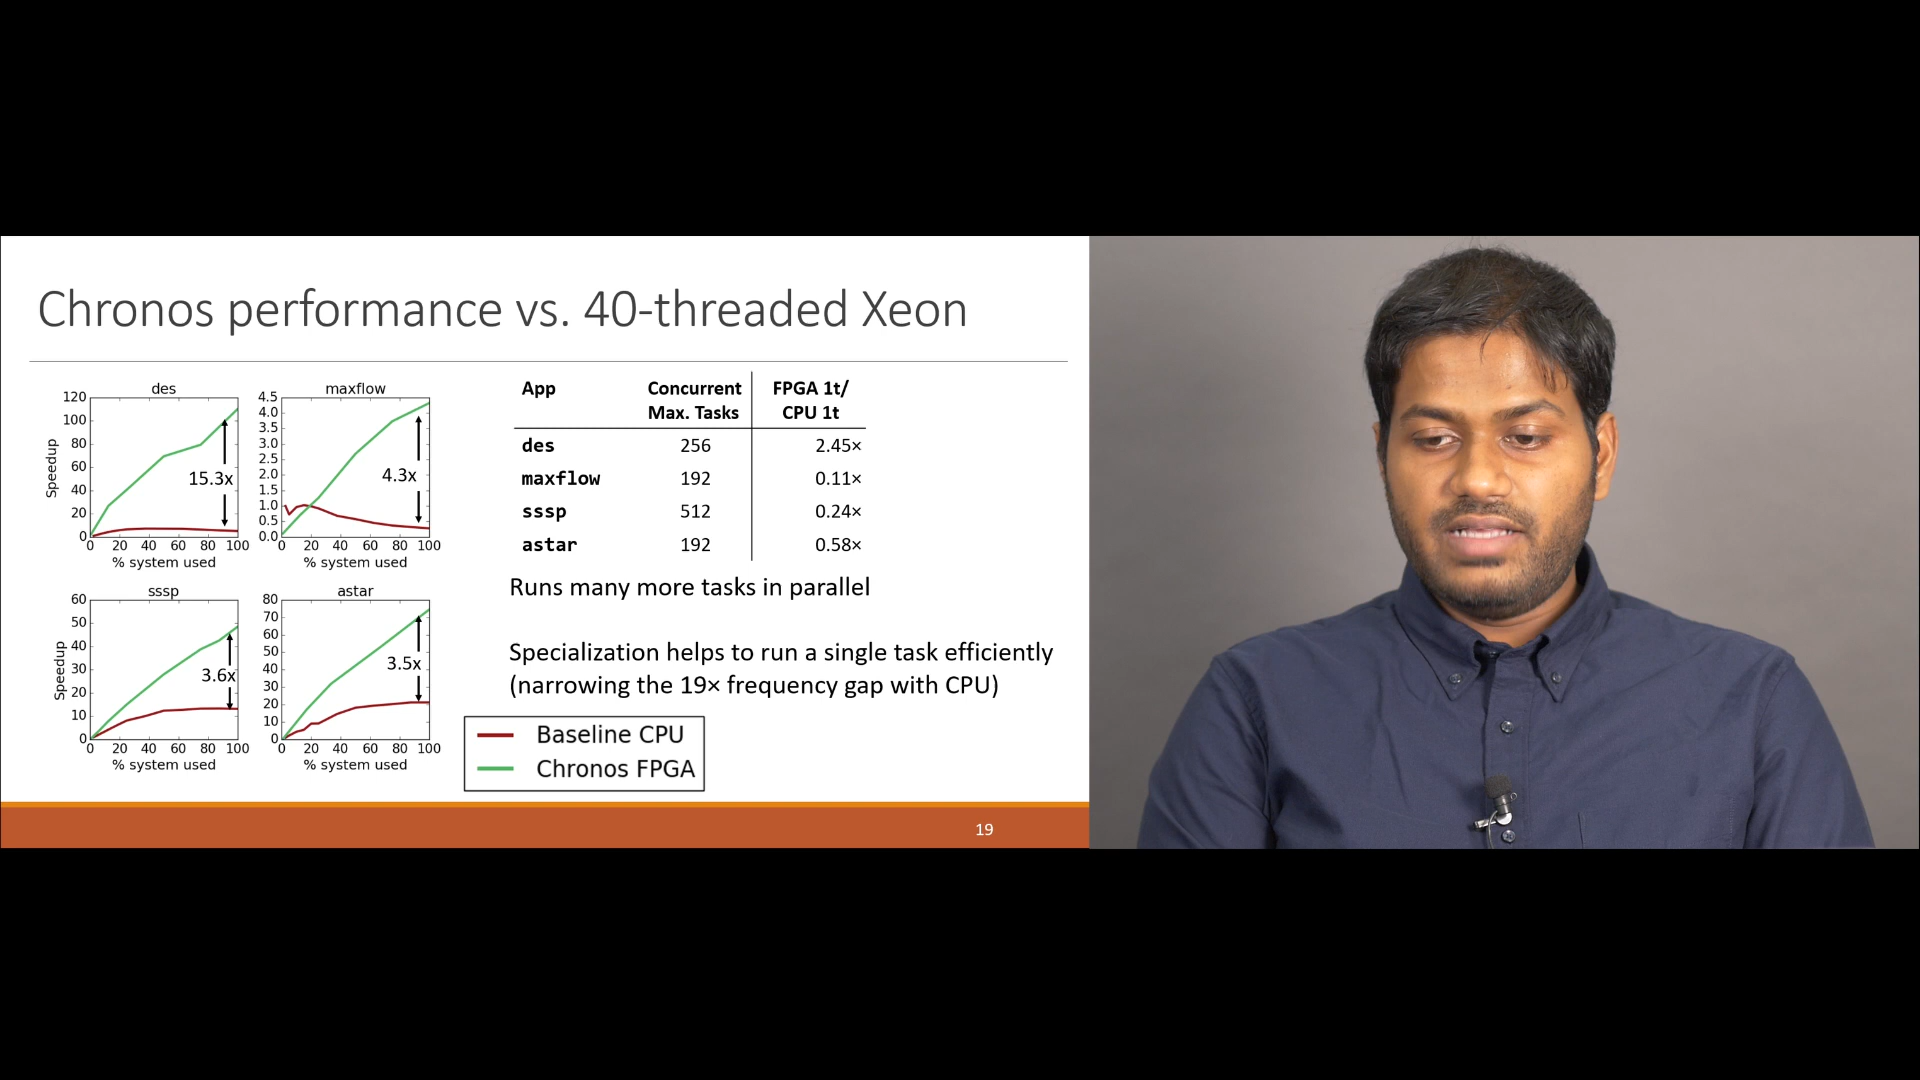 Chronos performance vs. 40-threaded Xeon
des
120
100
80
60
40
20
0
Speedup
15.3x
0 20 40 60 80 100
% system used
maxflow
4.5
4.0
3.5
3.0
2.5
2.0
1.5
1.0
0.5
0.0
4.3x
0 20 40 60 80 100
% system used
sssp
60
50
40
30
20
10
0
Speedup
3.6x
0 20 40 60 80 100
% system used
astar
80
70
60
50
40
30
20
10
0
3.5x
0 20 40 60 80 100
% system used
App Concurrent FPGA 1t/
Max. Tasks CPU 1t
des 256 2.45×
maxflow 192 0.11×
sssp 512 0.24×
astar 192 0.58×
Runs many more tasks in parallel
Specialization helps to run a single task efficiently
(narrowing the 19× frequency gap with CPU)
Baseline CPU
Chronos FPGA
19